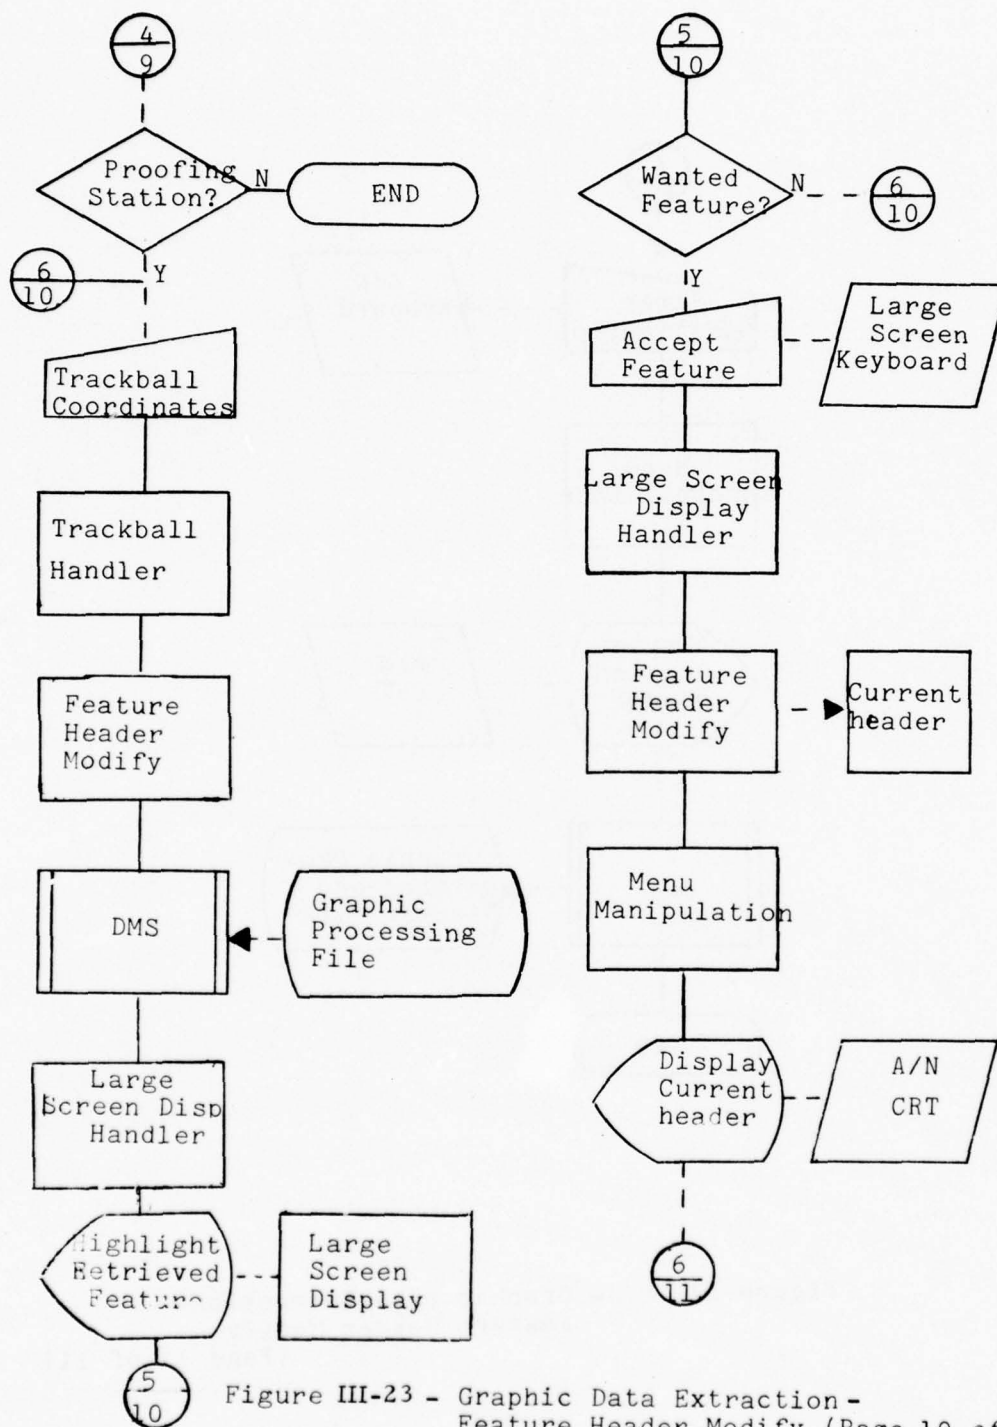 4
9
Proofing
Station?
N
END
Y
6
10
Trackball
Coordinates
Trackball
Handler
Feature
Header
Modify
DMS
Graphic
Processing
File
Large
Screen Disp
Handler
Highlight
Retrieved
Feature
Large
Screen
Display
5
10
5
10
Wanted
Feature?
N
6
10
Y
Accept
Feature
Large
Screen
Keyboard
Large Screen
Display
Handler
Feature
Header
Modify
Current
header
Menu
Manipulation
Display
Current
header
A/N
CRT
6
11
Figure III-23 - Graphic Data Extraction-
Feature Header Modify (Page 10 of